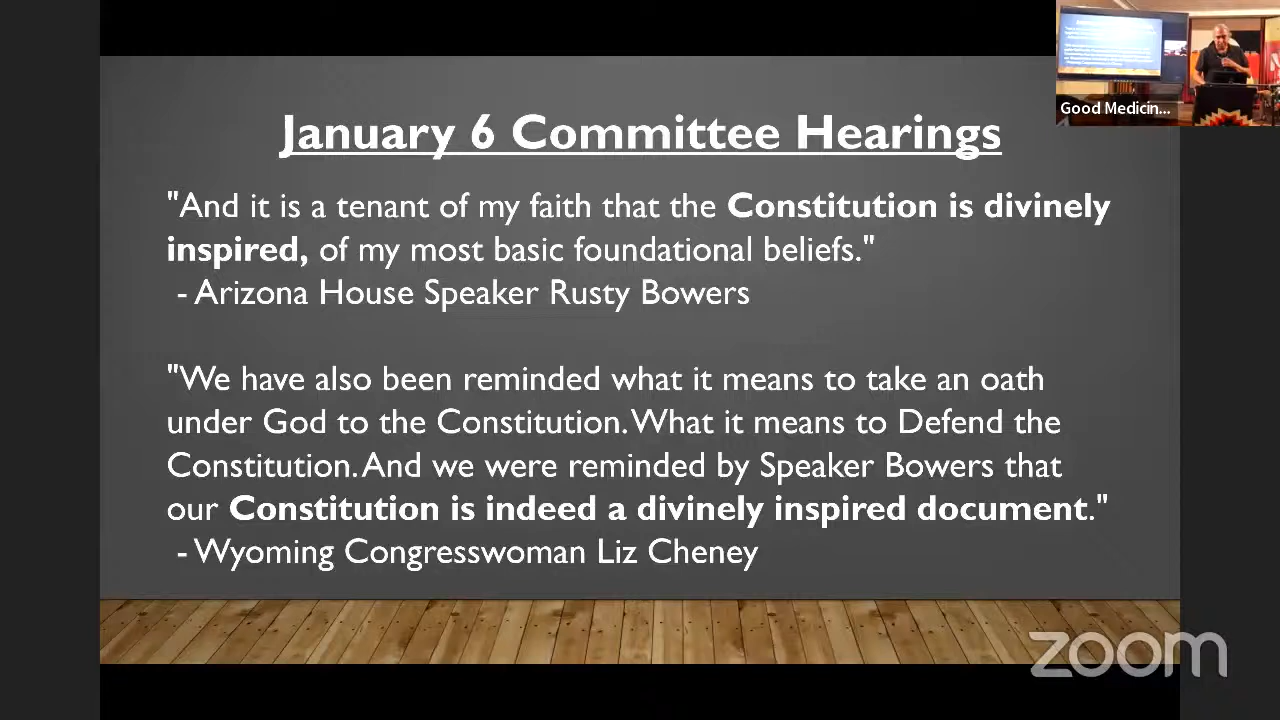 Good Medicin...
January 6 Committee Hearings
"And it is a tenant of my faith that the Constitution is divinely
inspired, of my most basic foundational beliefs."
- Arizona House Speaker Rusty Bowers
"We have also been reminded what it means to take an oath
under God to the Constitution. What it means to Defend the
Constitution. And we were reminded by Speaker Bowers that
our Constitution is indeed a divinely inspired document."
- Wyoming Congresswoman Liz Cheney
zoom